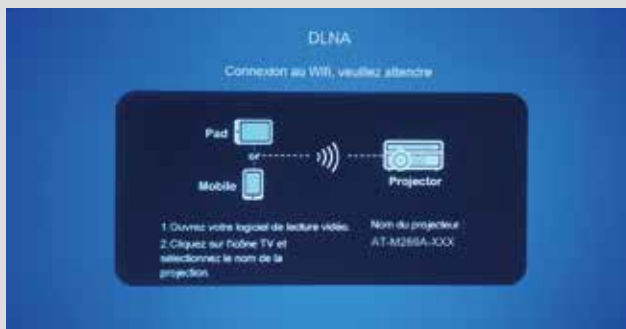 DLNA
Connexion au Wifi, veuillez attendre
Pad
or
Mobile
Projector
1.Ouvrez votre logiciel de lecture vidéo.
2.Cliquez sur l'icône TV et
sélectionnez le nom de la
projection.
Nom du projecteur
AT-M266A-XXX